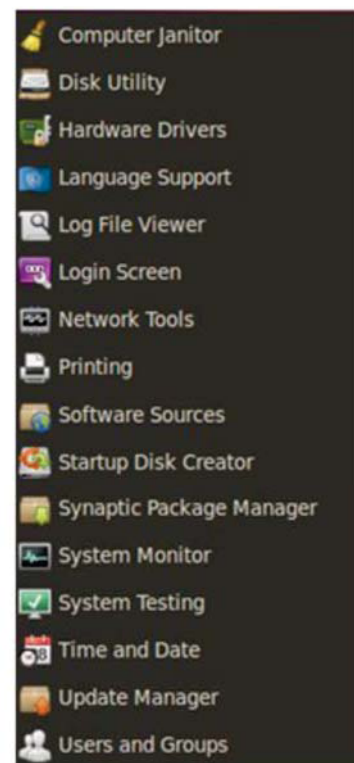 Computer Janitor
Disk Utility
Hardware Drivers
Language Support
Log File Viewer
Login Screen
Network Tools
Printing
Software Sources
Startup Disk Creator
Synaptic Package Manager
System Monitor
System Testing
Time and Date
Update Manager
Users and Groups